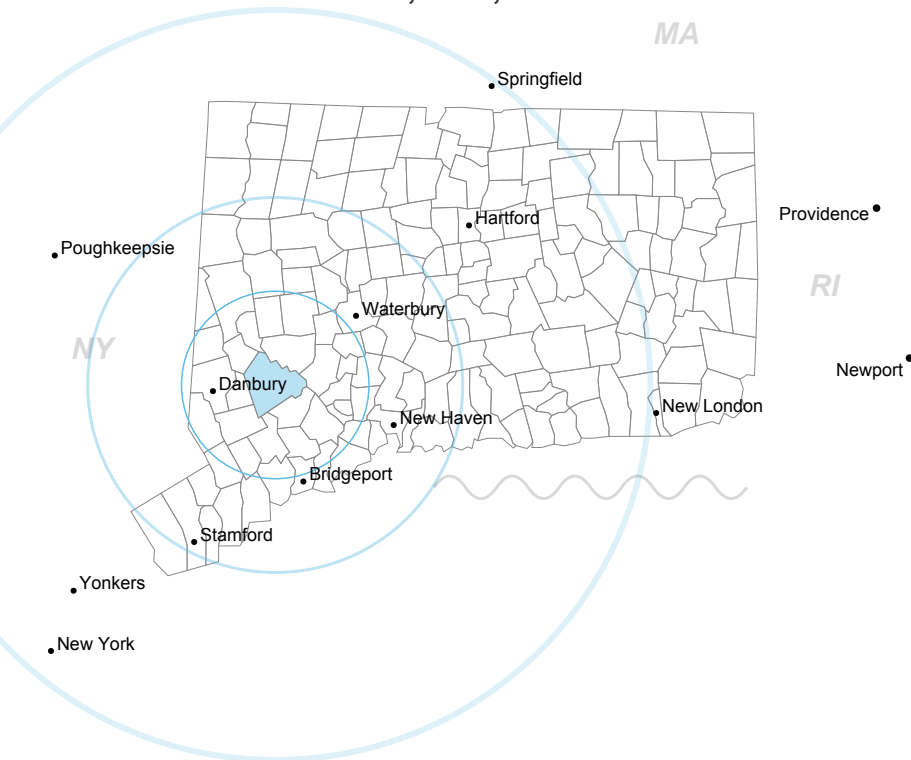 MA
Springfield
Hartford
Providence
Poughkeepsie
RI
Waterbury
NY
Newport
Danbury
New London
New Haven
Bridgeport
Stamford
Yonkers
New York